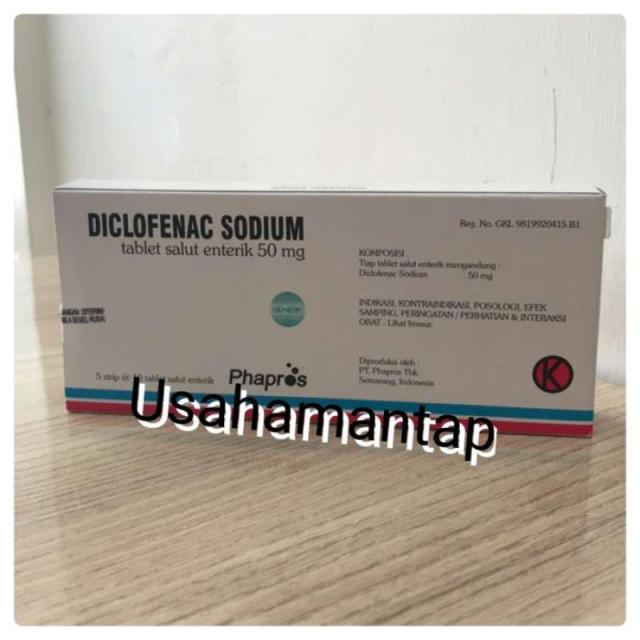 DICLOFENAC SODIUM
tablet salut enterik 50 mg
Reg. No. GKL 9819920415 B1
KOMPOSISI :
Tiap tablet salut enterik mengandung :
Diclofenac Sodium 50 mg
INDIKASI, KONTRAINDIKASI, POSOLOGI, EFEK
SAMPING, PERINGATAN / PERHATIAN & INTERAKSI
OBAT : Lihat brosur.
GENERIK
5 strip @ 10 tablet salut enterik
Phapros
Diproduksi oleh :
PT. Phapros Tbk.
Semarang, Indonesia
K
Usahamantap